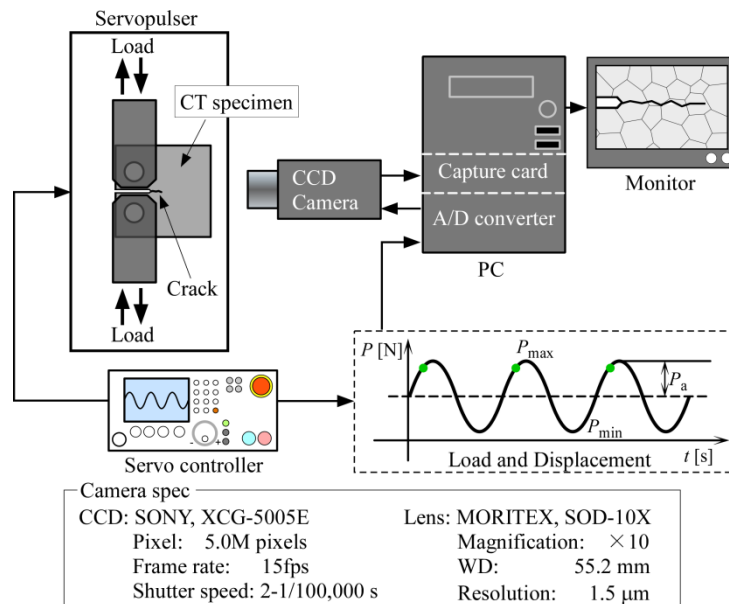 Servopulser
Load
CT specimen
Crack
Load
CCD
Camera
Capture card
A/D converter
PC
Monitor
Servo controller
- +
P [N]
Pmax
Pa
Pmin
t [s]
Load and Displacement
Camera spec
CCD: SONY, XCG-5005E
Pixel: 5.0M pixels
Frame rate: 15fps
Shutter speed: 2-1/100,000 s
Lens: MORITEX, SOD-10X
Magnification: ×10
WD: 55.2 mm
Resolution: 1.5 μm